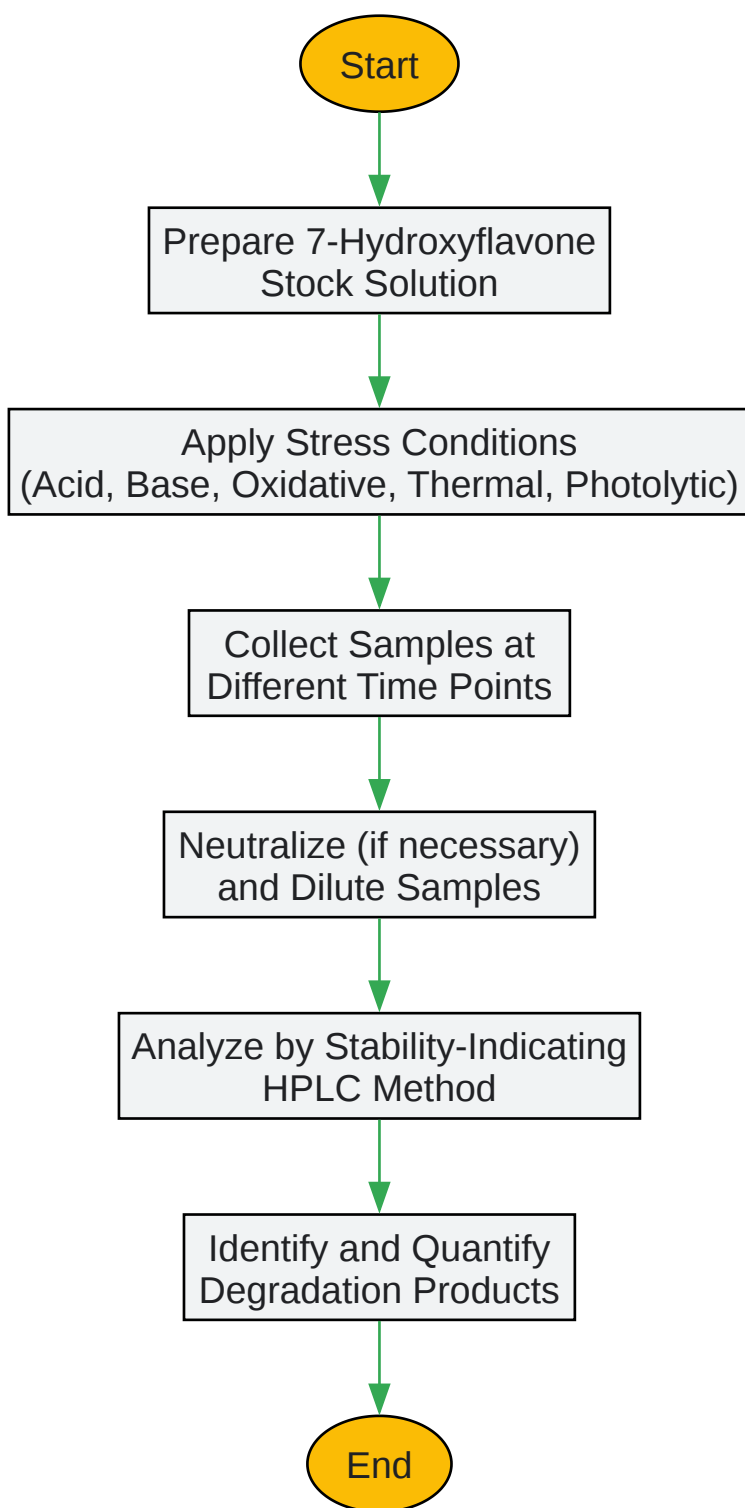 Start
Prepare 7-Hydroxyflavone
Stock Solution
Apply Stress Conditions
(Acid, Base, Oxidative, Thermal, Photolytic)
Collect Samples at
Different Time Points
Neutralize (if necessary)
and Dilute Samples
Analyze by Stability-Indicating
HPLC Method
Identify and Quantify
Degradation Products
End